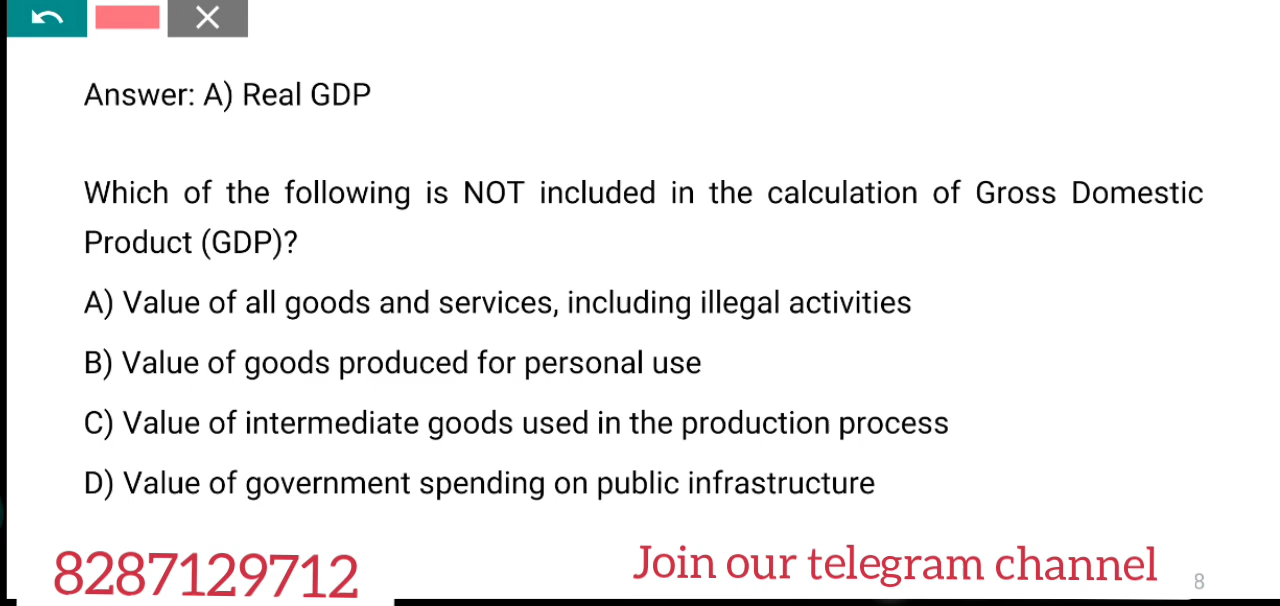 Answer: A) Real GDP
Which of the following is NOT included in the calculation of Gross Domestic
Product (GDP)?
A) Value of all goods and services, including illegal activities
B) Value of goods produced for personal use
C) Value of intermediate goods used in the production process
D) Value of government spending on public infrastructure
8287129712
Join our telegram channel
8